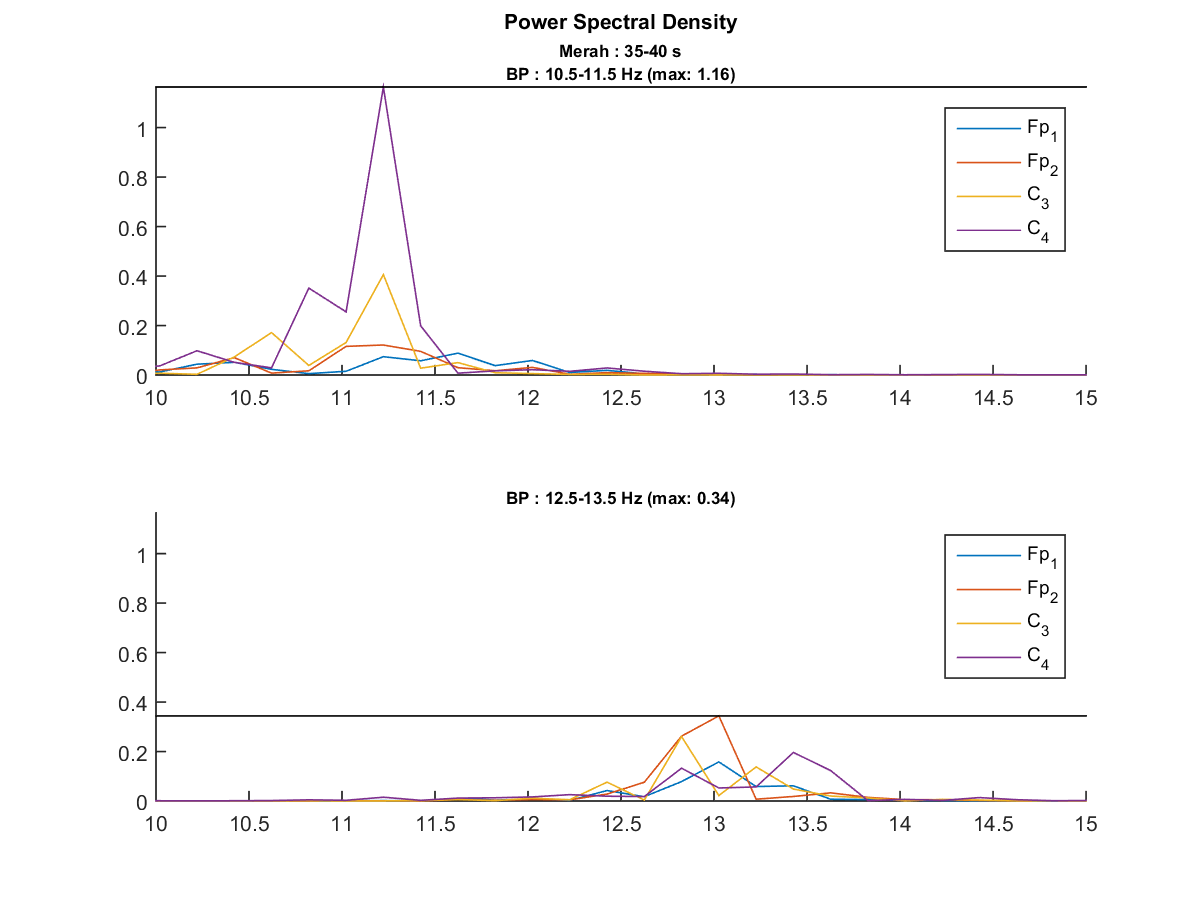 Power Spectral Density
Merah : 35-40 s
BP : 10.5-11.5 Hz (max: 1.16)
1
0.8
0.6
0.4
0.2
0
10 10.5 11 11.5 12 12.5 13 13.5 14 14.5 15
Fp1
Fp2
C3
C4
BP : 12.5-13.5 Hz (max: 0.34)
1
0.8
0.6
0.4
0.2
0
10 10.5 11 11.5 12 12.5 13 13.5 14 14.5 15
Fp1
Fp2
C3
C4